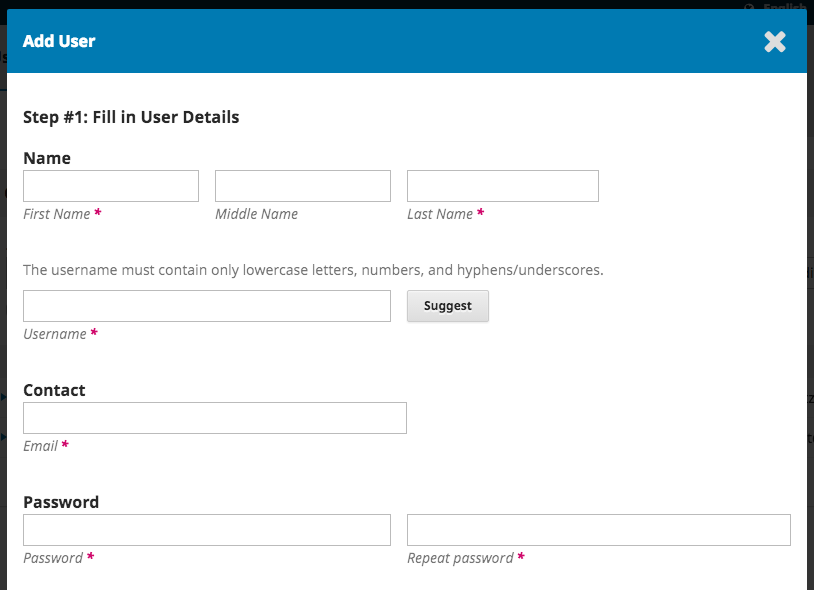 English
Add User
Step #1: Fill in User Details
Name
First Name * Middle Name Last Name *
The username must contain only lowercase letters, numbers, and hyphens/underscores.
Suggest
Username *
Contact
Email *
Password
Password * Repeat password *